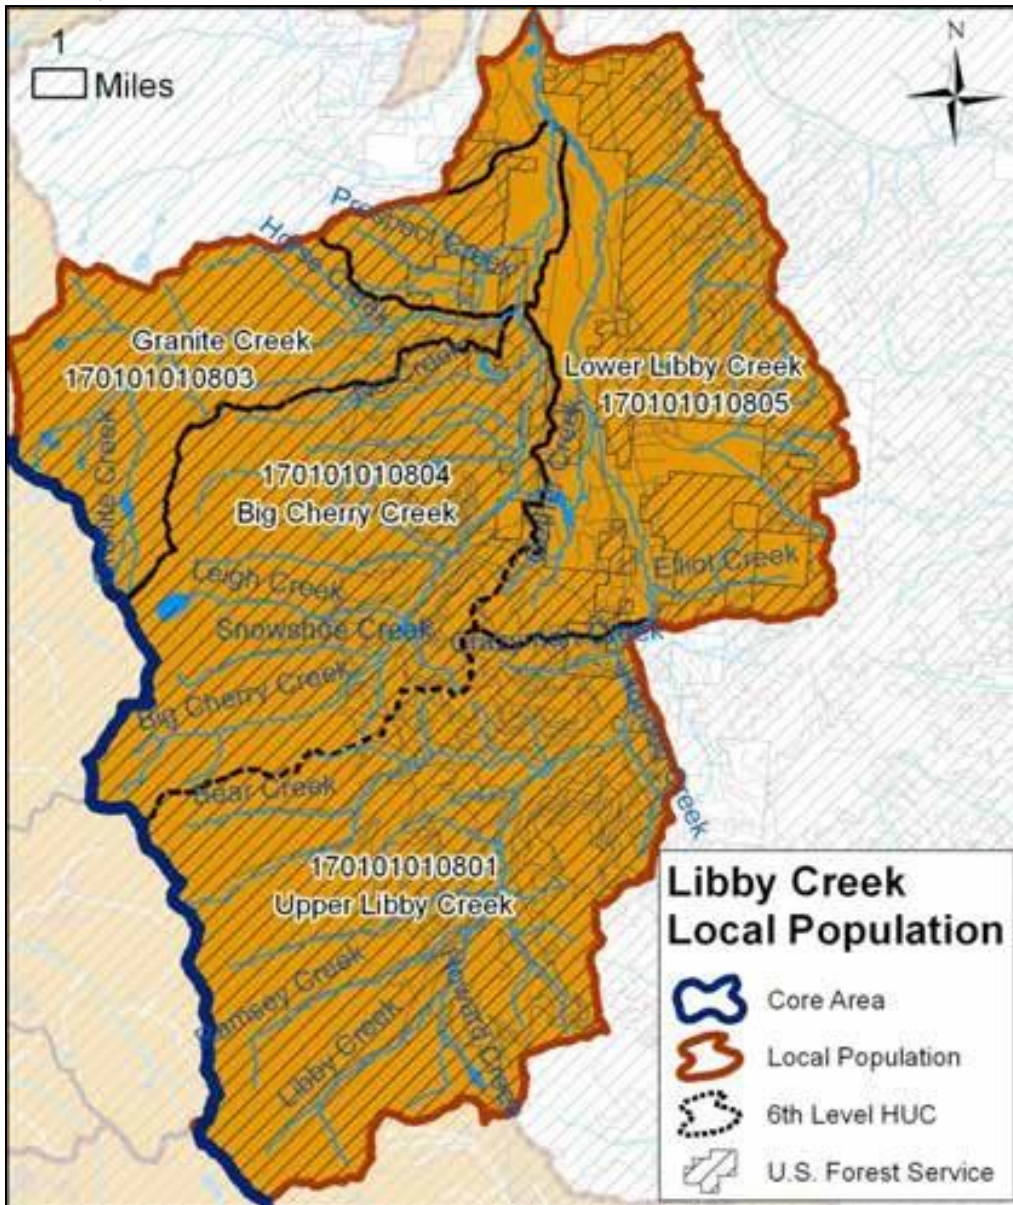 1
Miles
N
Prospect Creek
Granite Creek
170101010803
Lower Libby Creek
170101010805
Creek
170101010804
Big Cherry Creek
Leigh Creek
Elliot Creek
Snowshoe Creek
Creek
Big Cherry Creek
Creek
Bear Creek
170101010801
Upper Libby Creek
Ramsey Creek
Libby Creek
Howard Creek
Libby Creek
Local Population
Core Area
Local Population
6th Level HUC
U.S. Forest Service